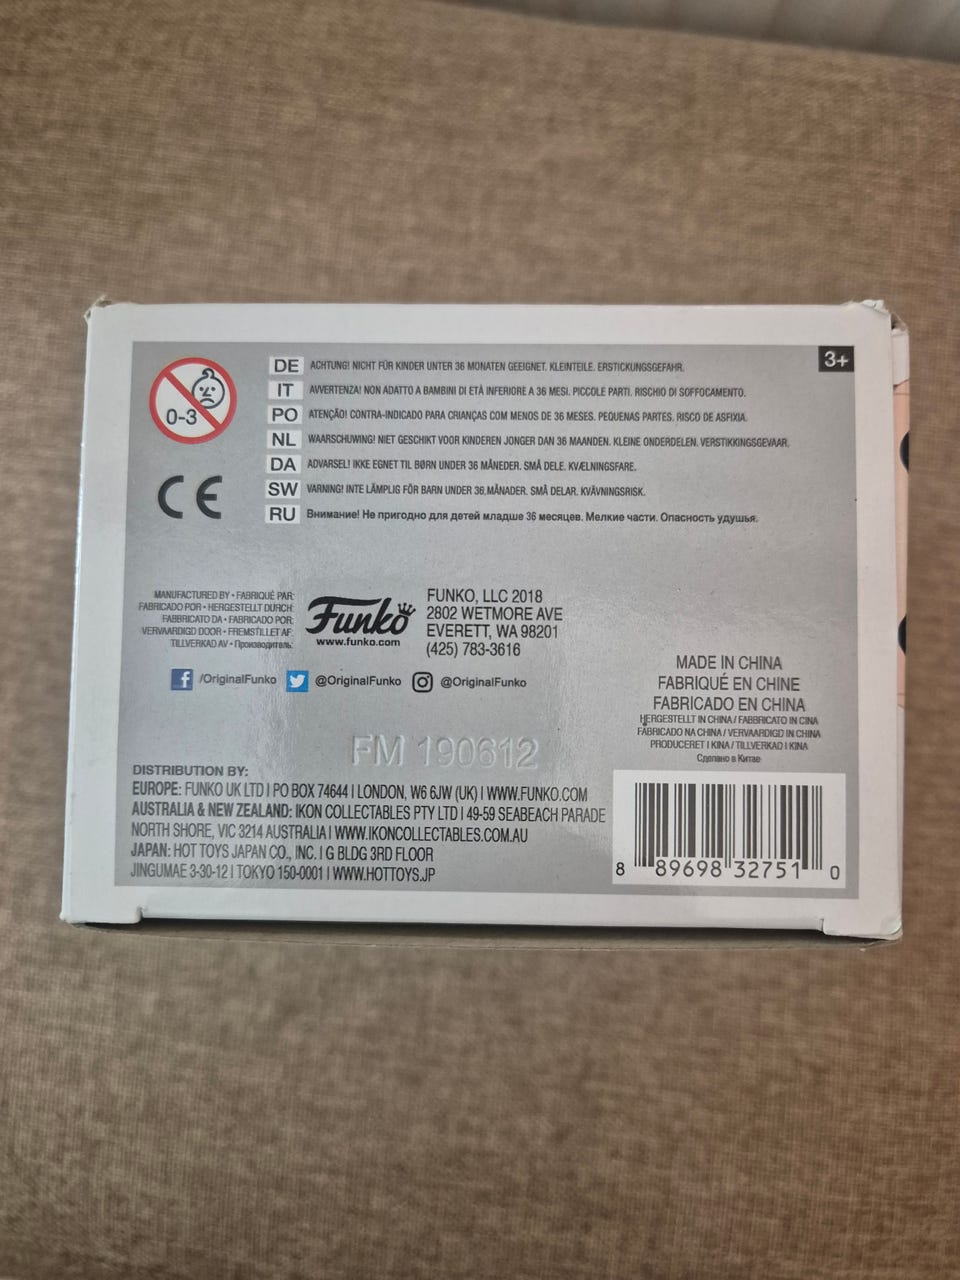 3+
0-3
DE ACHTUNG! NICHT FÜR KINDER UNTER 36 MONATEN GEEIGNET. KLEINTEILE. ERSTICKUNGSGEFAHR.
IT AVVERTENZA! NON ADATTO A BAMBINI DI ETÀ INFERIORE A 36 MESI. PICCOLE PARTI. RISCHIO DI SOFFOCAMENTO.
PO ATENÇÃO! CONTRA-INDICADO PARA CRIANÇAS COM MENOS DE 36 MESES. PEQUENAS PARTES. RISCO DE ASFIXIA.
NL WAARSCHUWING! NIET GESCHIKT VOOR KINDEREN JONGER DAN 36 MAANDEN. KLEINE ONDERDELEN. VERSTIKKINGSGEVAAR.
DA ADVARSEL! IKKE EGNET TIL BØRN UNDER 36 MÅNEDER. SMÅ DELE. KVÆLNINGSFARE.
SW VARNING! INTE LÄMPLIG FÖR BARN UNDER 36 MÅNADER. SMÅ DELAR. KVÄVNINGSRISK.
RU Внимание! Не пригодно для детей младше 36 месяцев. Мелкие части. Опасность удушья.
CE
MANUFACTURED BY • FABRIQUÉ PAR:
FABRICADO POR • HERGESTELLT DURCH:
FABBRICATO DA • FABRICADO POR:
VERVAARDIGD DOOR • FREMSTILLET AF:
TILLVERKAD AV • Производитель:
Funko
www.funko.com
FUNKO, LLC 2018
2802 WETMORE AVE
EVERETT, WA 98201
(425) 783-3616
/OriginalFunko @OriginalFunko @OriginalFunko
MADE IN CHINA
FABRIQUÉ EN CHINE
FABRICADO EN CHINA
HERGESTELLT IN CHINA / FABBRICATO IN CINA
FABRICADO NA CHINA / VERVAARDIGD IN CHINA
PRODUCERET I KINA / TILLVERKAD I KINA
Сделано в Китае
FM 190612
DISTRIBUTION BY:
EUROPE: FUNKO UK LTD | PO BOX 74644 | LONDON, W6 6JW (UK) | WWW.FUNKO.COM
AUSTRALIA & NEW ZEALAND: IKON COLLECTABLES PTY LTD | 49-59 SEABEACH PARADE
NORTH SHORE, VIC 3214 AUSTRALIA | WWW.IKONCOLLECTABLES.COM.AU
JAPAN: HOT TOYS JAPAN CO., INC. | G BLDG 3RD FLOOR
JINGUMAE 3-30-12 | TOKYO 150-0001 | WWW.HOTTOYS.JP
8 89698 32751 0